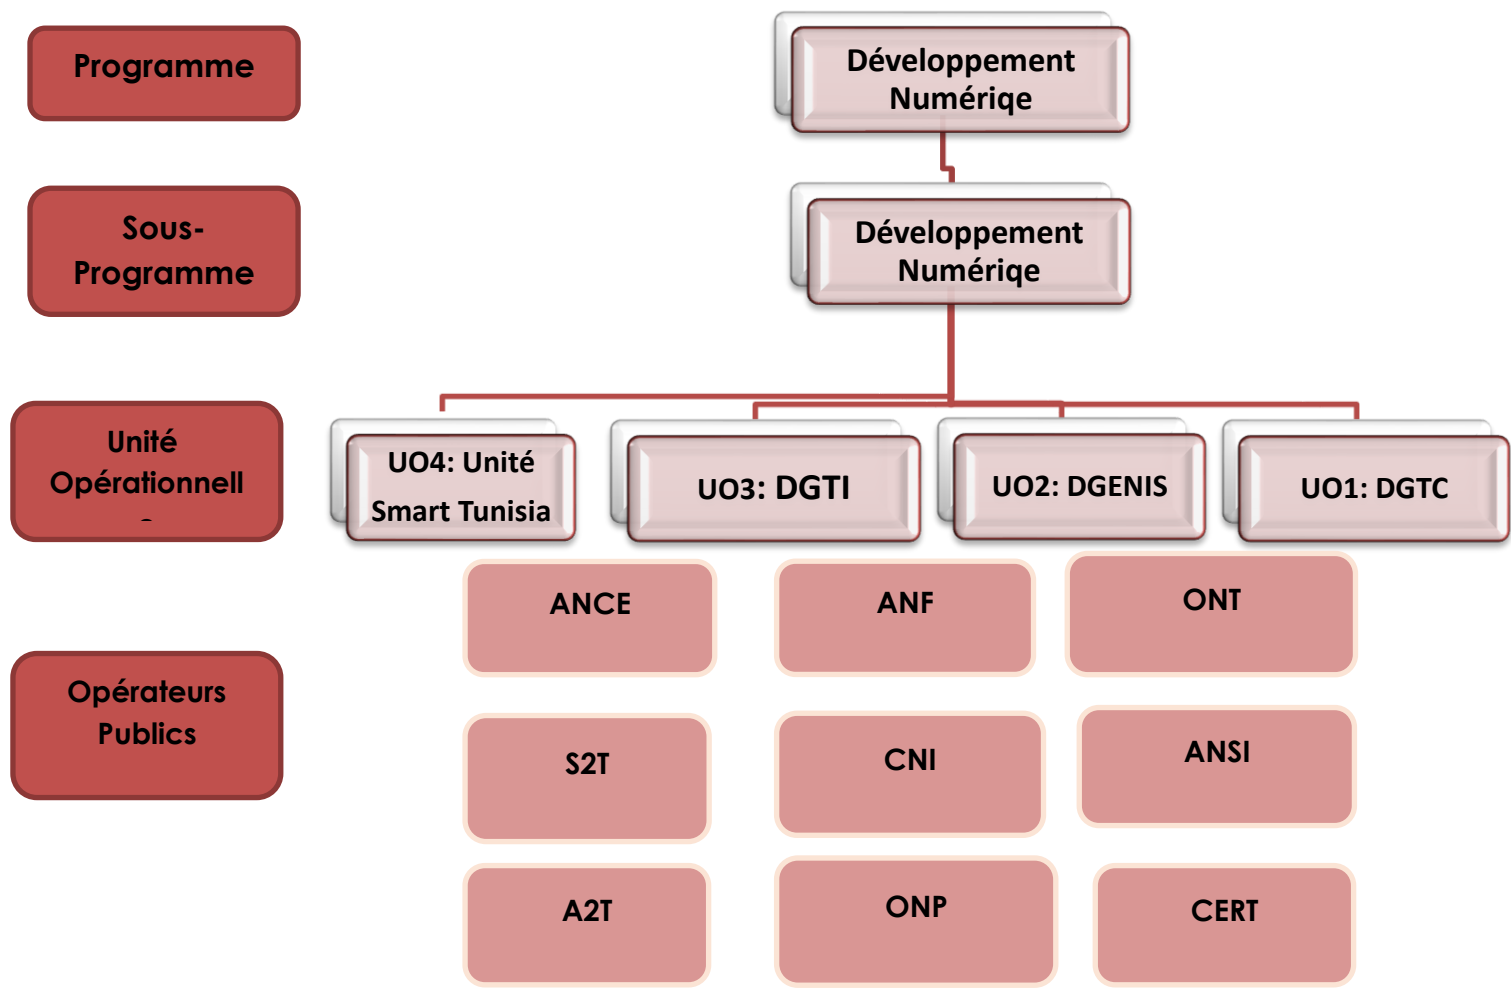 Programme
Développement
Numériqe
Sous-
Programme
Développement
Numériqe
Unité
Opérationnell
UO4: Unité
Smart Tunisia
UO3: DGTI
UO2: DGENIS
UO1: DGTC
ANCE
ANF
ONT
Opérateurs
Publics
S2T
CNI
ANSI
A2T
ONP
CERT